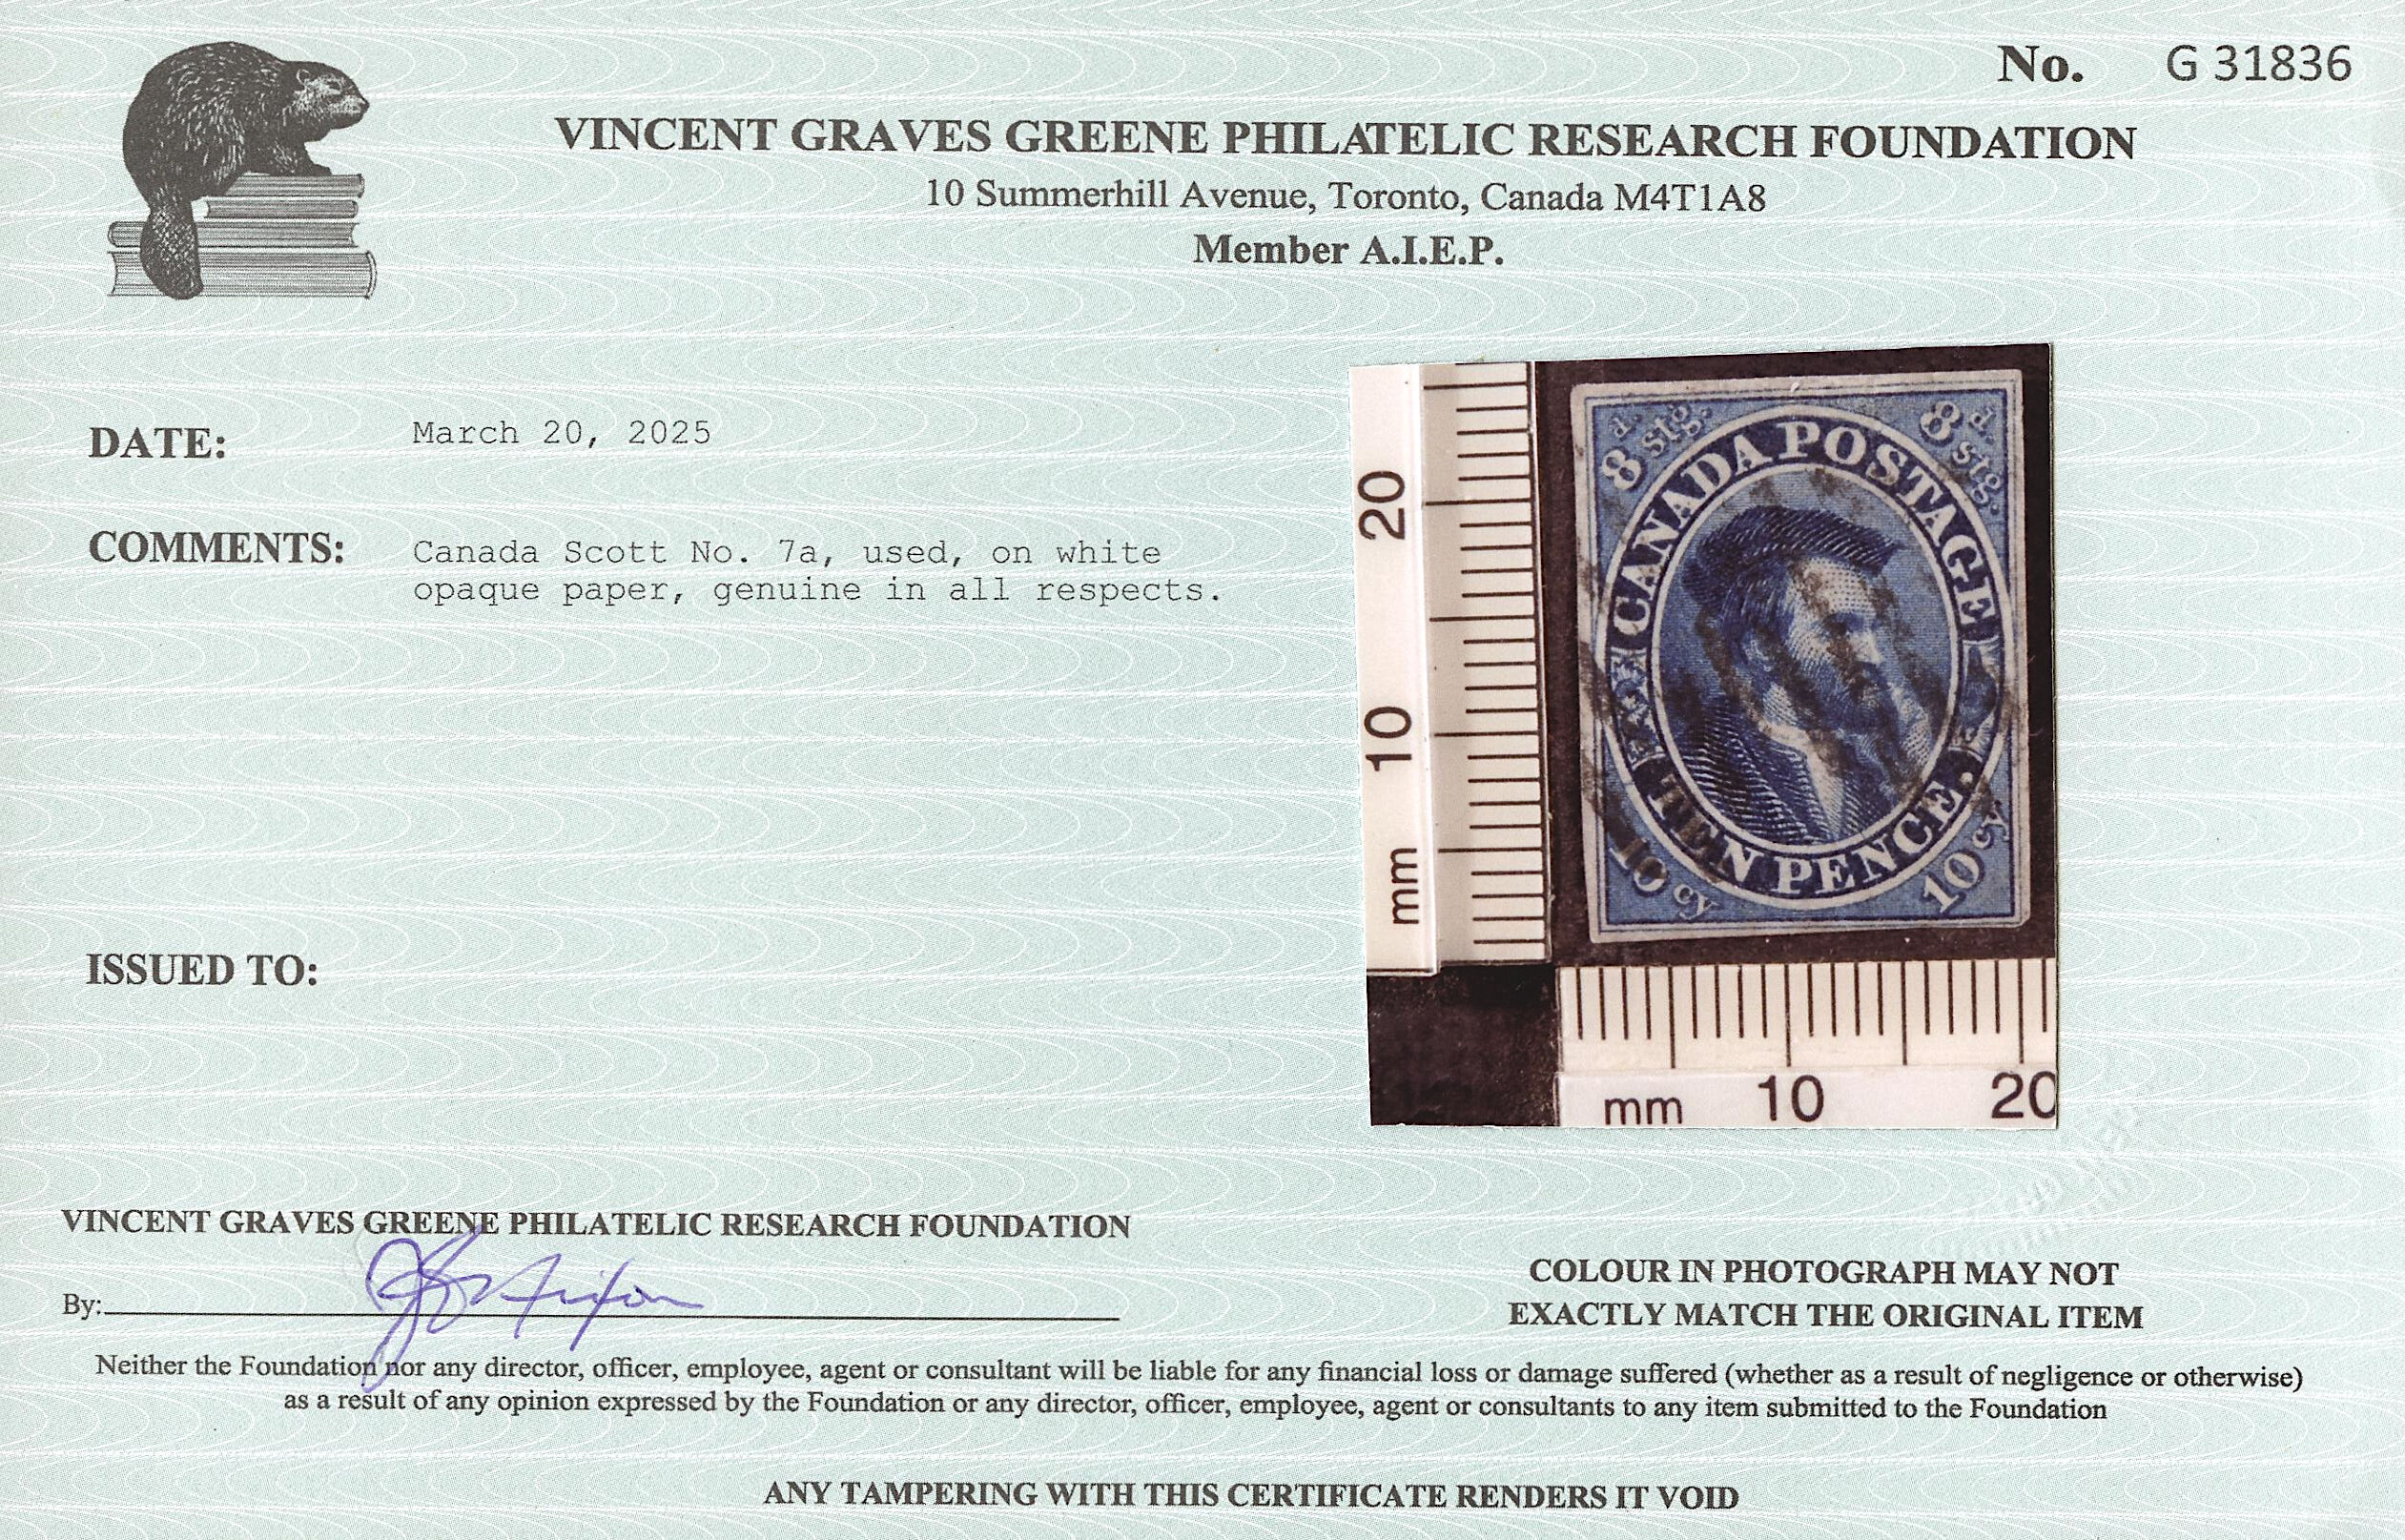 No. G 31836
VINCENT GRAVES GREENE PHILATELIC RESEARCH FOUNDATION
10 Summerhill Avenue, Toronto, Canada M4T1A8
Member A.I.E.P.
DATE: March 20, 2025
COMMENTS: Canada Scott No. 7a, used, on white
opaque paper, genuine in all respects.
20
10
mm
8d. stg.
8d. stg.
CANADA POSTAGE
TEN PENCE.
10 cy
10 cy
mm 10 20
ISSUED TO:
VINCENT GRAVES GREENE PHILATELIC RESEARCH FOUNDATION
By:
COLOUR IN PHOTOGRAPH MAY NOT
EXACTLY MATCH THE ORIGINAL ITEM
Neither the Foundation nor any director, officer, employee, agent or consultant will be liable for any financial loss or damage suffered (whether as a result of negligence or otherwise)
as a result of any opinion expressed by the Foundation or any director, officer, employee, agent or consultants to any item submitted to the Foundation
ANY TAMPERING WITH THIS CERTIFICATE RENDERS IT VOID